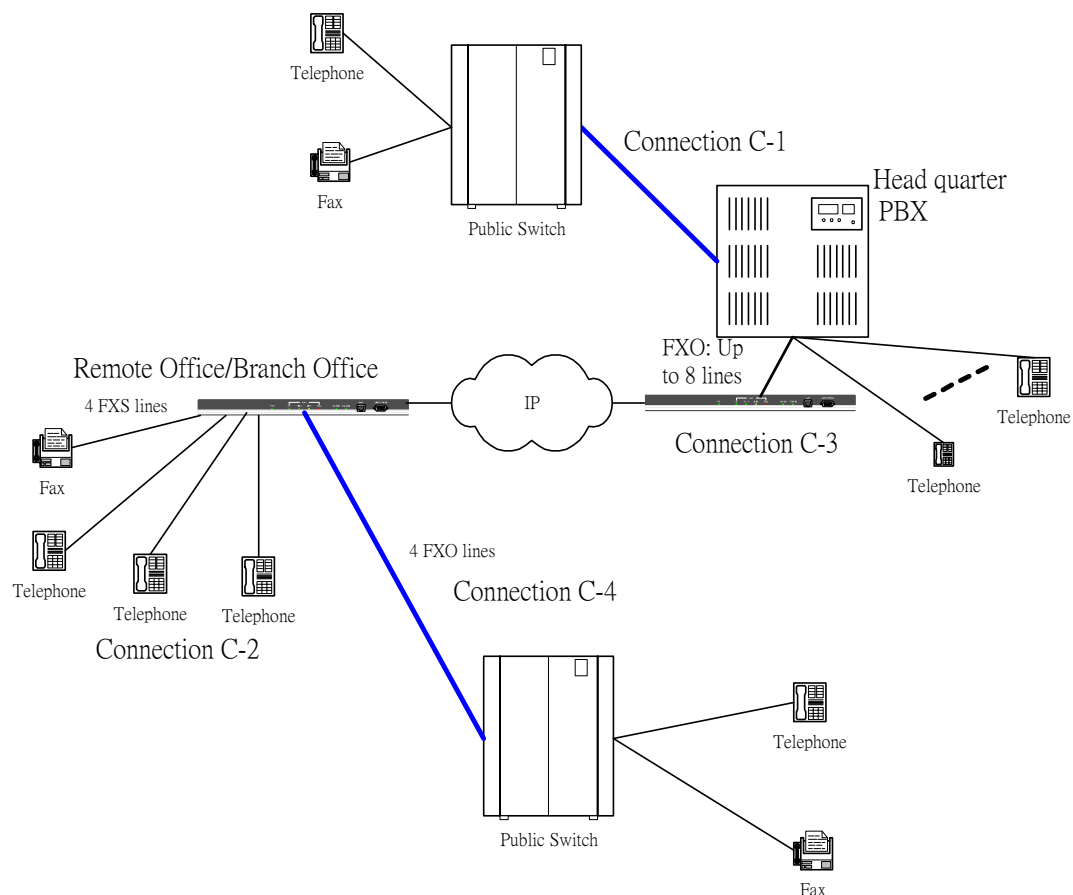 Telephone
Connection C-1
Fax
Head quarter
PBX
Public Switch
FXO: Up
to 8 lines
Remote Office/Branch Office
4 FXS lines
IP
Telephone
Connection C-3
Fax
Telephone
4 FXO lines
Telephone
Telephone
Telephone
Connection C-4
Connection C-2
Telephone
Public Switch
Fax